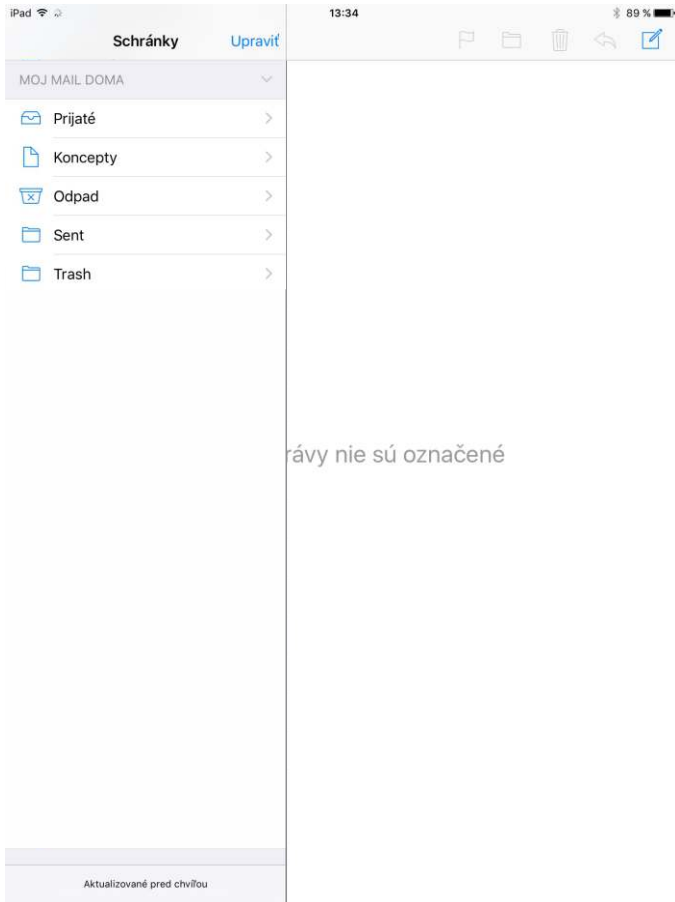 iPad 13:34 89 %
Schránky Upraviť
MOJ MAIL DOMA
Prijaté
Koncepty
Odpad
Sent
Trash
rávy nie sú označené
Aktualizované pred chvíľou